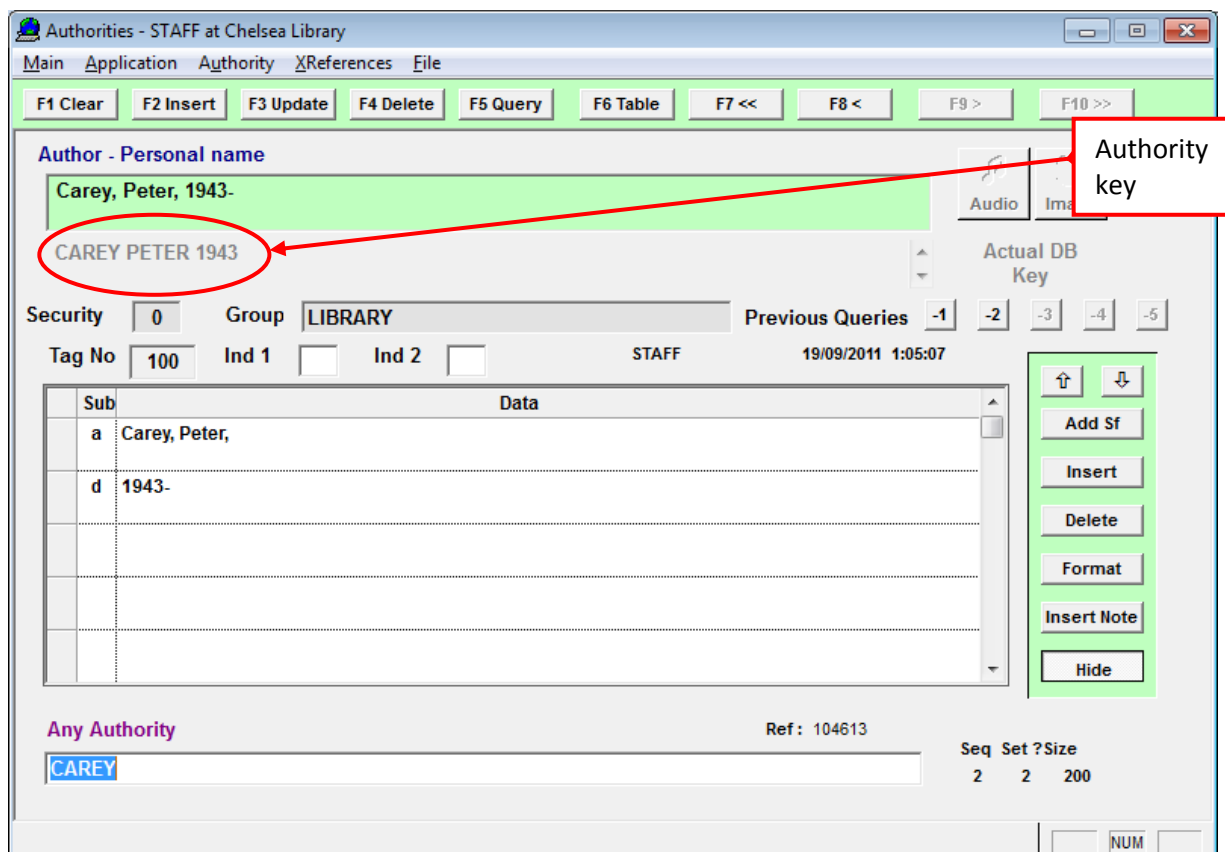 Authorities - STAFF at Chelsea Library
Main Application Authority XReferences File
F1 Clear F2 Insert F3 Update F4 Delete F5 Query F6 Table F7 << F8 < F9 > F10 >>
Author - Personal name
Authority
key
Carey, Peter, 1943-
Audio
CAREY PETER 1943
Actual DB
Key
Security 0 Group LIBRARY Previous Queries -1 -2 -3 -4 -5
Tag No 100 Ind 1 Ind 2 STAFF 19/09/2011 1:05:07
Sub Data
a Carey, Peter,
d 1943-
Add Sf
Insert
Delete
Format
Insert Note
Hide
Any Authority Ref : 104613
CAREY
Seq Set ? Size
2 2 200
NUM